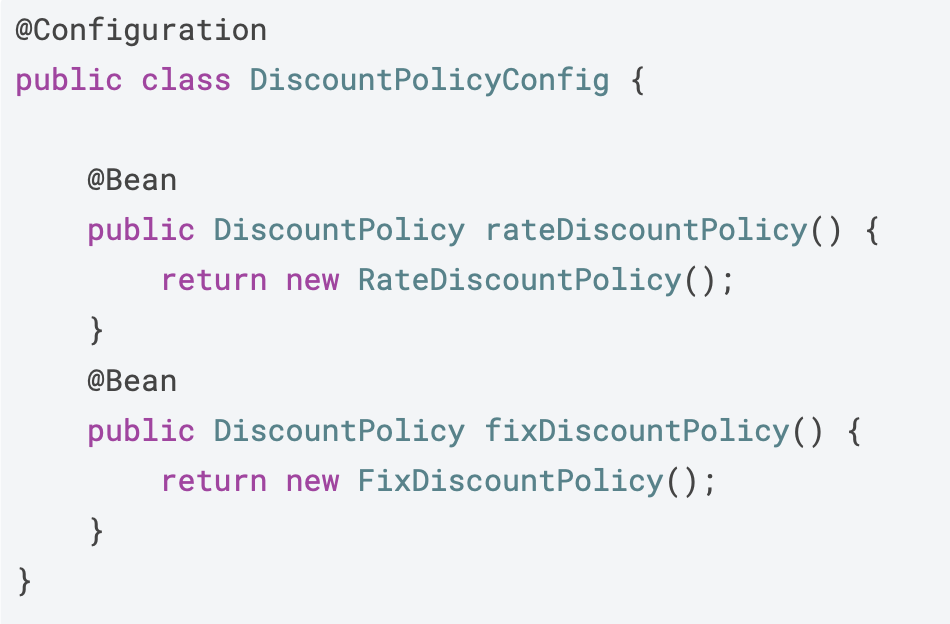 @Configuration
public class DiscountPolicyConfig {
@Bean
public DiscountPolicy rateDiscountPolicy() {
return new RateDiscountPolicy();
}
@Bean
public DiscountPolicy fixDiscountPolicy() {
return new FixDiscountPolicy();
}
}